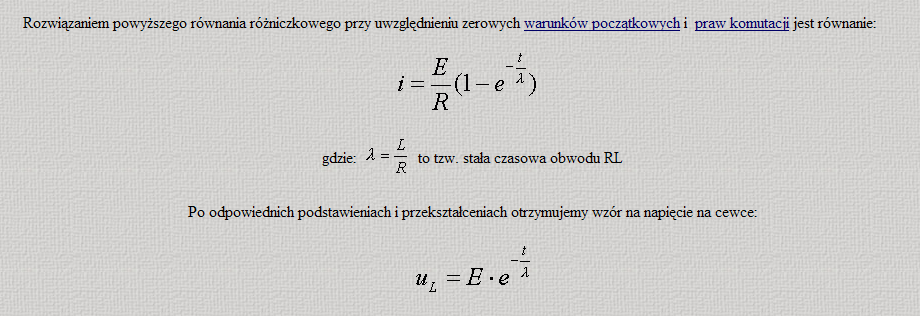 Rozwiązaniem powyższego równania różniczkowego przy uwzględnieniu zerowych warunków początkowych i praw komutacji jest równanie:
i = E/R (1 − e^(−t/λ))
gdzie: λ = L/R to tzw. stała czasowa obwodu RL
Po odpowiednich podstawieniach i przekształceniach otrzymujemy wzór na napięcie na cewce:
u_L = E · e^(−t/λ)